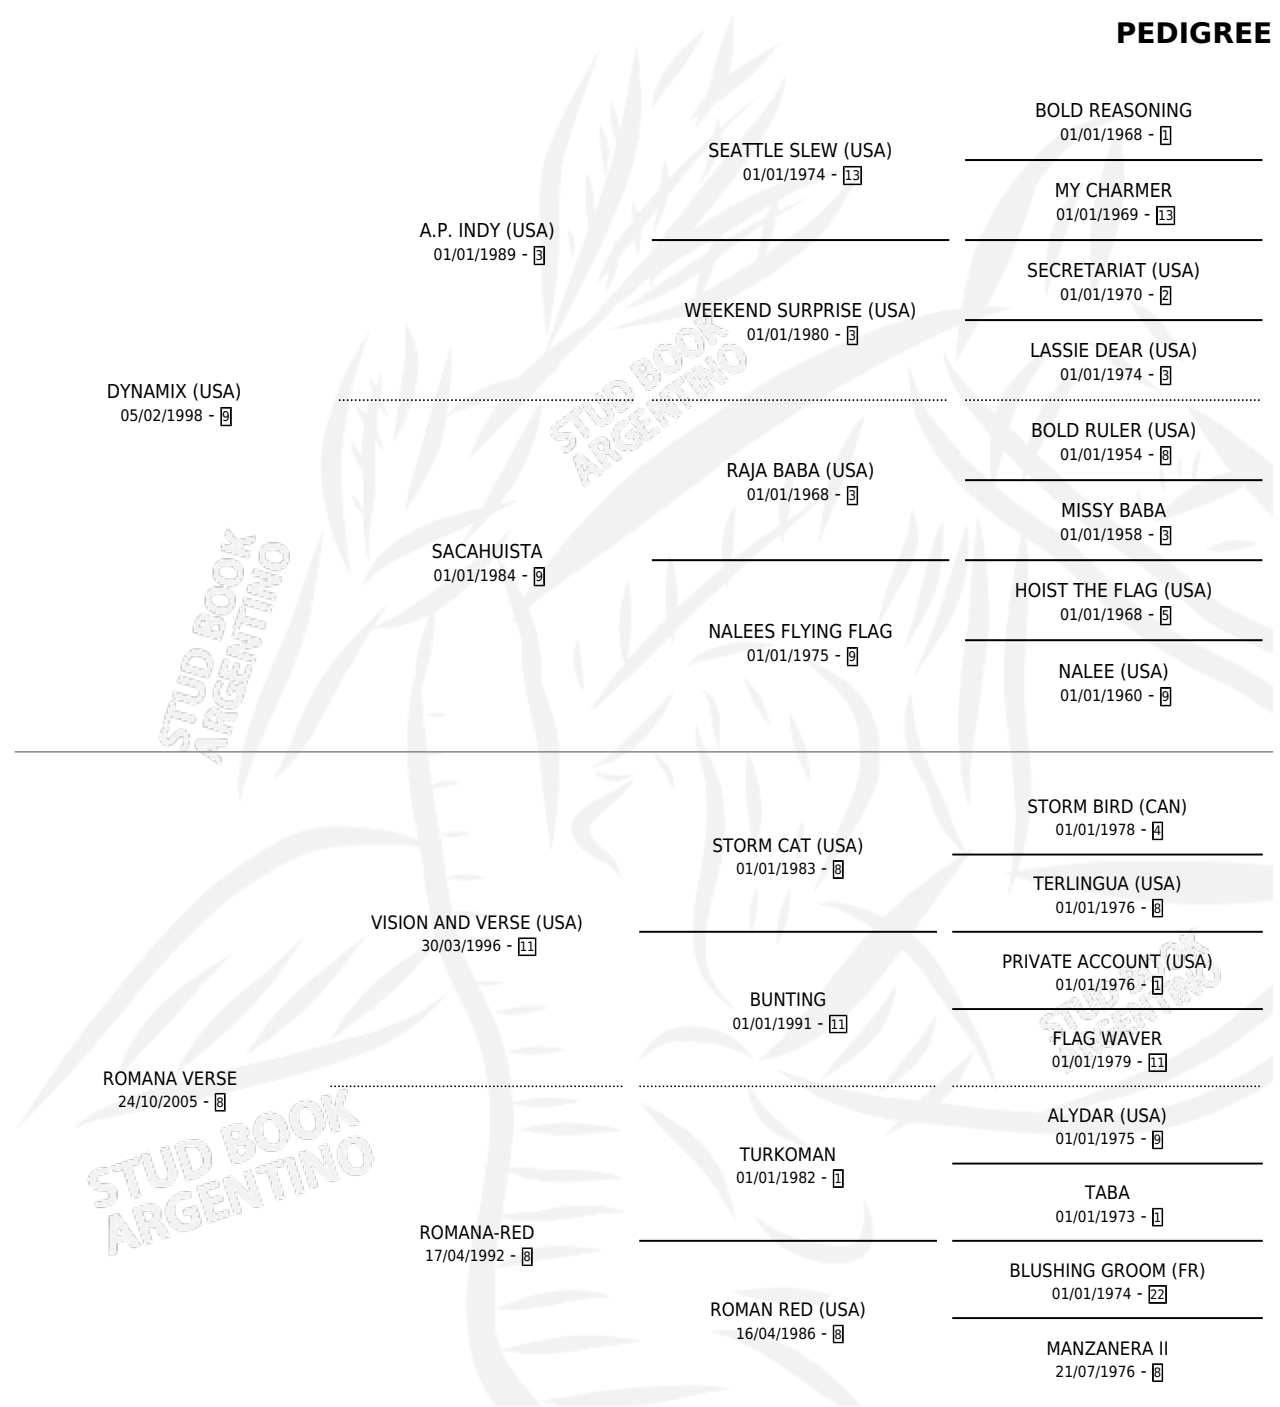 PEDIGREE
BOLD REASONING
01/01/1968 - 1
SEATTLE SLEW (USA)
01/01/1974 - 13
MY CHARMER
01/01/1969 - 13
A.P. INDY (USA)
01/01/1989 - 3
SECRETARIAT (USA)
01/01/1970 - 2
WEEKEND SURPRISE (USA)
01/01/1980 - 3
LASSIE DEAR (USA)
01/01/1974 - 3
DYNAMIX (USA)
05/02/1998 - 9
STUD BOOK
ARGENTINO
BOLD RULER (USA)
01/01/1954 - 8
RAJA BABA (USA)
01/01/1968 - 3
MISSY BABA
01/01/1958 - 3
SACAHUISTA
01/01/1984 - 9
HOIST THE FLAG (USA)
01/01/1968 - 5
NALEES FLYING FLAG
01/01/1975 - 9
NALEE (USA)
01/01/1960 - 9
STUD BOOK
ARGENTINO
STORM BIRD (CAN)
01/01/1978 - 4
STORM CAT (USA)
01/01/1983 - 8
TERLINGUA (USA)
01/01/1976 - 8
VISION AND VERSE (USA)
30/03/1996 - 11
PRIVATE ACCOUNT (USA)
01/01/1976 - 1
BUNTING
01/01/1991 - 11
FLAG WAVER
01/01/1979 - 11
STUD BOOK
ARGENTINO
ROMANA VERSE
24/10/2005 - 8
ALYDAR (USA)
01/01/1975 - 9
TURKOMAN
01/01/1982 - 1
TABA
01/01/1973 - 1
STUD BOOK
ARGENTINO
ROMANA-RED
17/04/1992 - 8
BLUSHING GROOM (FR)
01/01/1974 - 22
ROMAN RED (USA)
16/04/1986 - 8
MANZANERA II
21/07/1976 - 8